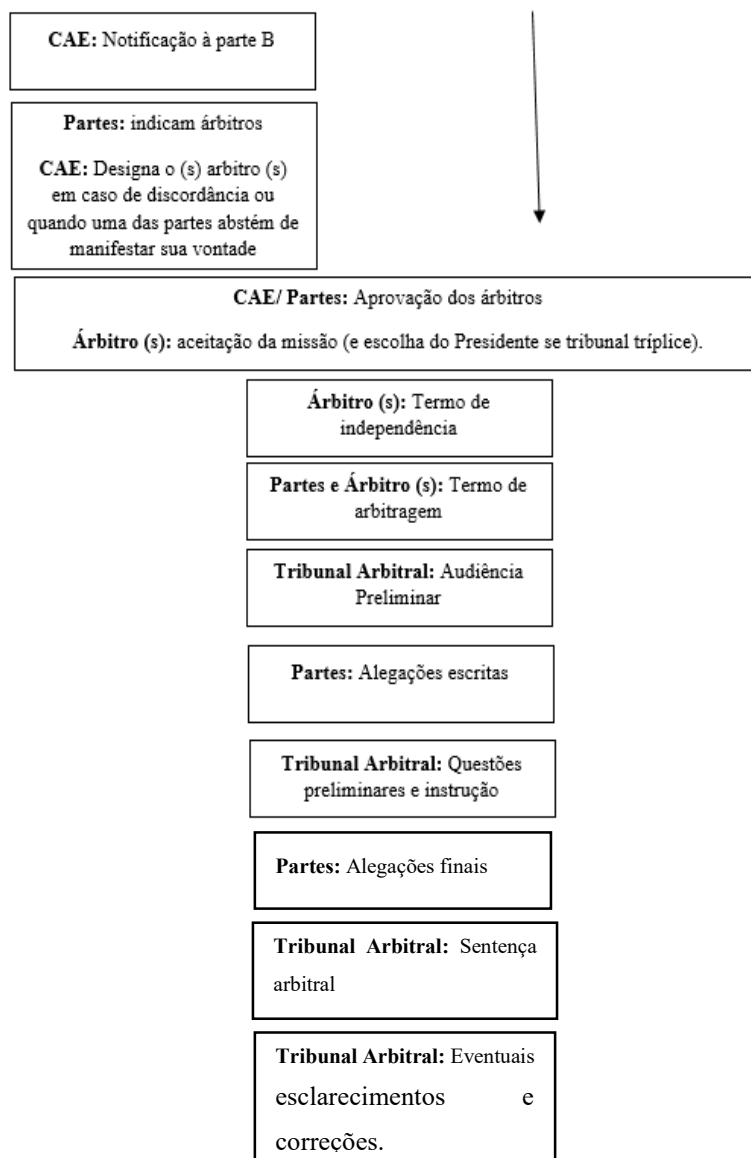 CAE: Notificação à parte B
Partes: indicam árbitros
CAE: Designa o (s) arbitro (s)
em caso de discordância ou
quando uma das partes abstém de
manifestar sua vontade
CAE/ Partes: Aprovação dos árbitros
Árbitro (s): aceitação da missão (e escolha do Presidente se tribunal tríplice).
Árbitro (s): Termo de
independência
Partes e Árbitro (s): Termo de
arbitragem
Tribunal Arbitral: Audiência
Preliminar
Partes: Alegações escritas
Tribunal Arbitral: Questões
preliminares e instrução
Partes: Alegações finais
Tribunal Arbitral: Sentença
arbitral
Tribunal Arbitral: Eventuais
esclarecimentos e
correções.